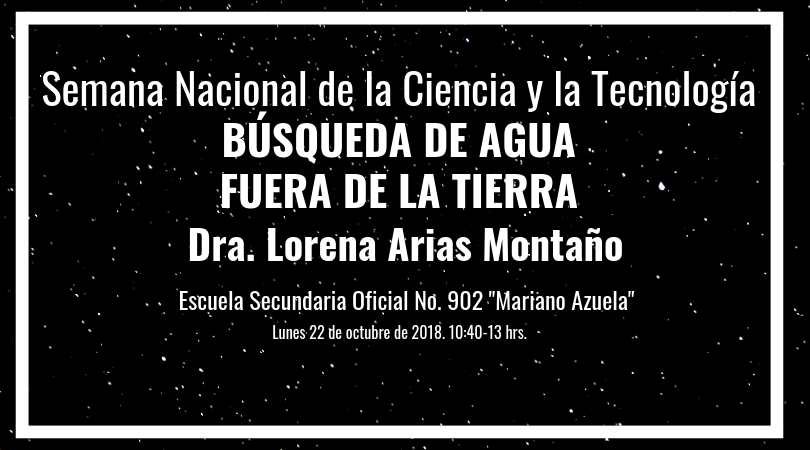 Semana Nacional de la Ciencia y la Tecnología
BÚSQUEDA DE AGUA
FUERA DE LA TIERRA
Dra. Lorena Arias Montaño
Escuela Secundaria Oficial No. 902 "Mariano Azuela"
Lunes 22 de octubre de 2018. 10:40-13 hrs.